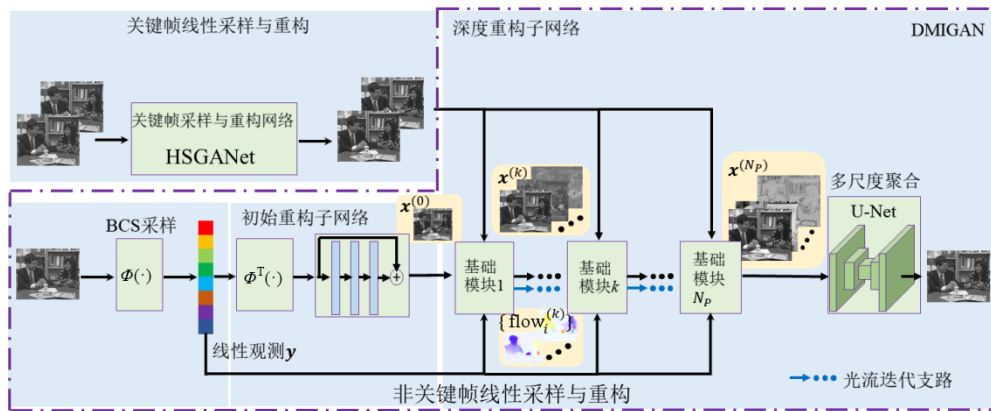 关键帧线性采样与重构
深度重构子网络
DMIGAN
关键帧采样与重构网络
HSGANet
x^(k)
x^(N_P)
多尺度聚合
U-Net
BCS采样
初始重构子网络
x^(0)
Φ(·)
Φ^T(·)
+
基础
模块1
基础
模块k
基础
模块
N_P
{ flow_i^(k) }
线性观测y
非关键帧线性采样与重构
光流迭代支路